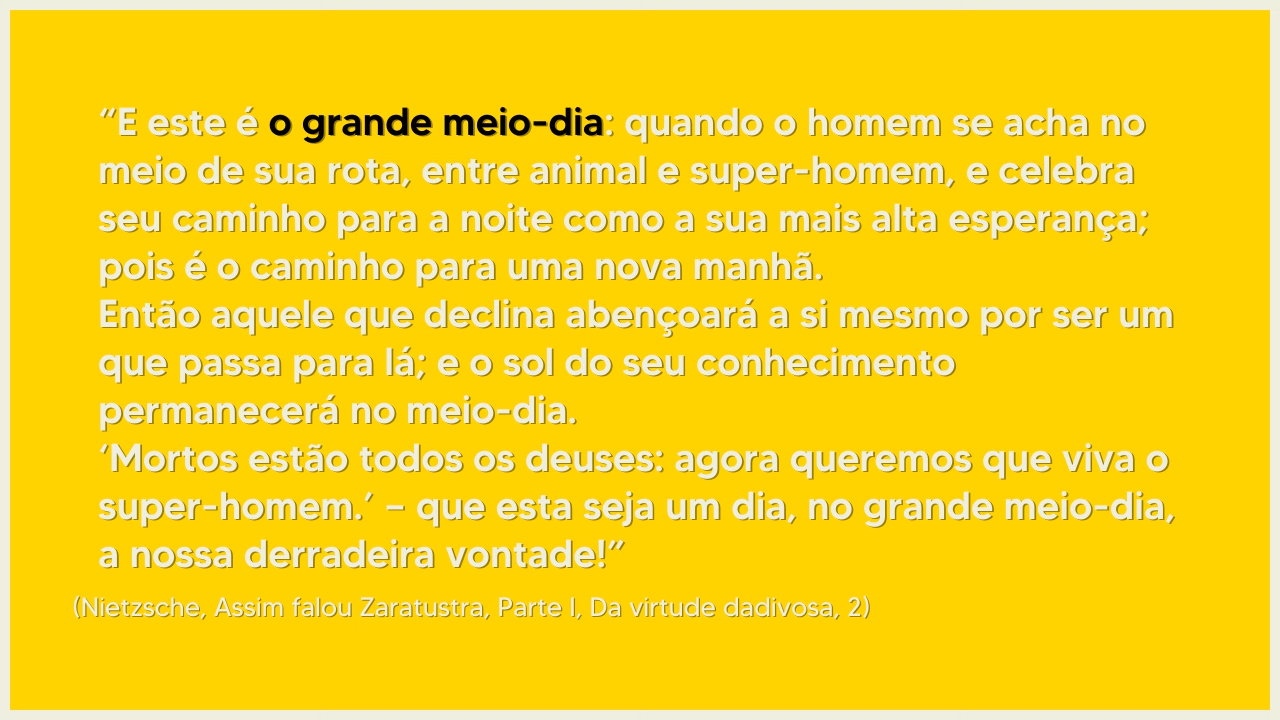 “E este é o grande meio-dia: quando o homem se acha no
meio de sua rota, entre animal e super-homem, e celebra
seu caminho para a noite como a sua mais alta esperança;
pois é o caminho para uma nova manhã.
Então aquele que declina abençoará a si mesmo por ser um
que passa para lá; e o sol do seu conhecimento
permanecerá no meio-dia.
‘Mortos estão todos os deuses: agora queremos que viva o
super-homem.’ – que esta seja um dia, no grande meio-dia,
a nossa derradeira vontade!”
(Nietzsche, Assim falou Zaratustra, Parte I, Da virtude dadivosa, 2)